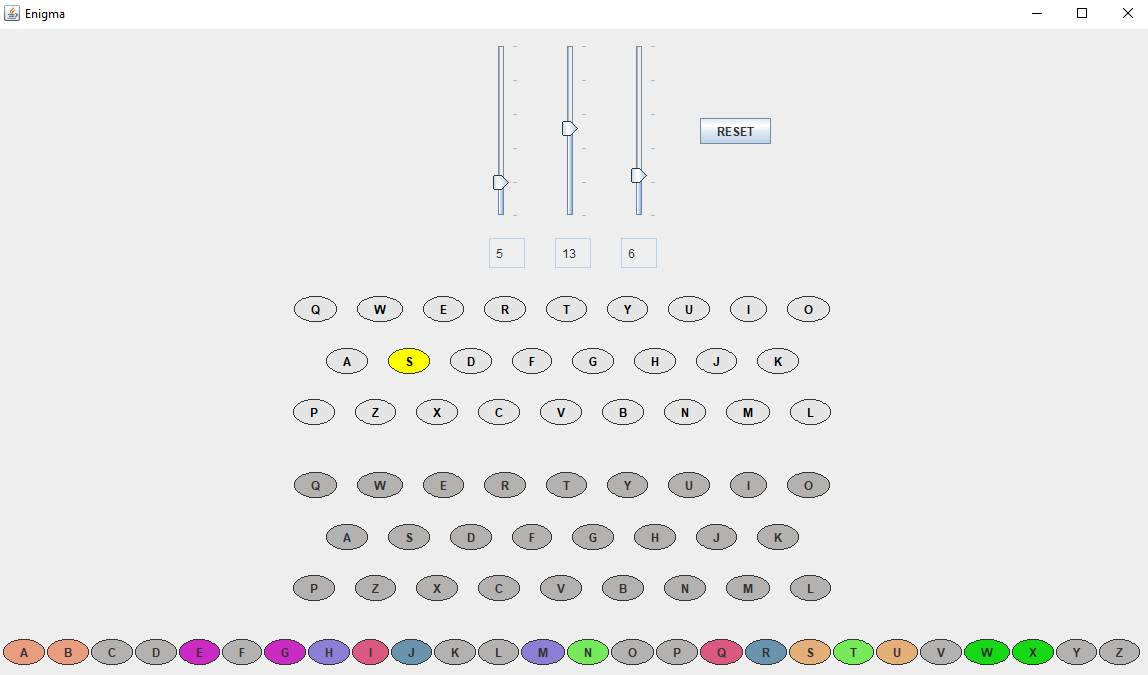 Enigma
RESET
5 13 6
Q W E R T Y U I O
A S D F G H J K
P Z X C V B N M L
Q W E R T Y U I O
A S D F G H J K
P Z X C V B N M L
A B C D E F G H I J K L M N O P Q R S T U V W X Y Z